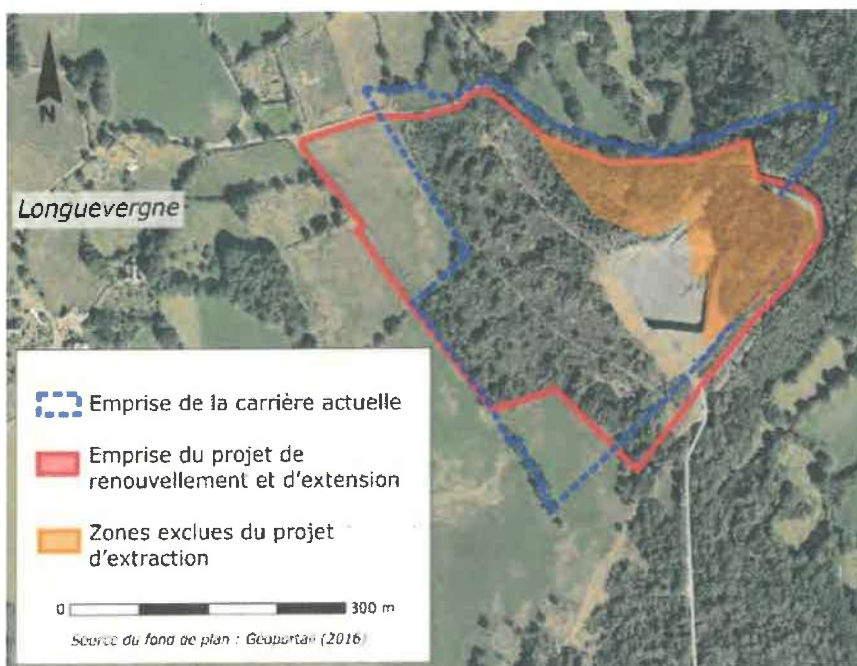 N
Longuevergne
Emprise de la carrière actuelle
Emprise du projet de
renouvellement et d'extension
Zones exclues du projet
d'extraction
0 300 m
Source du fond de plan : Géoportail (2016)